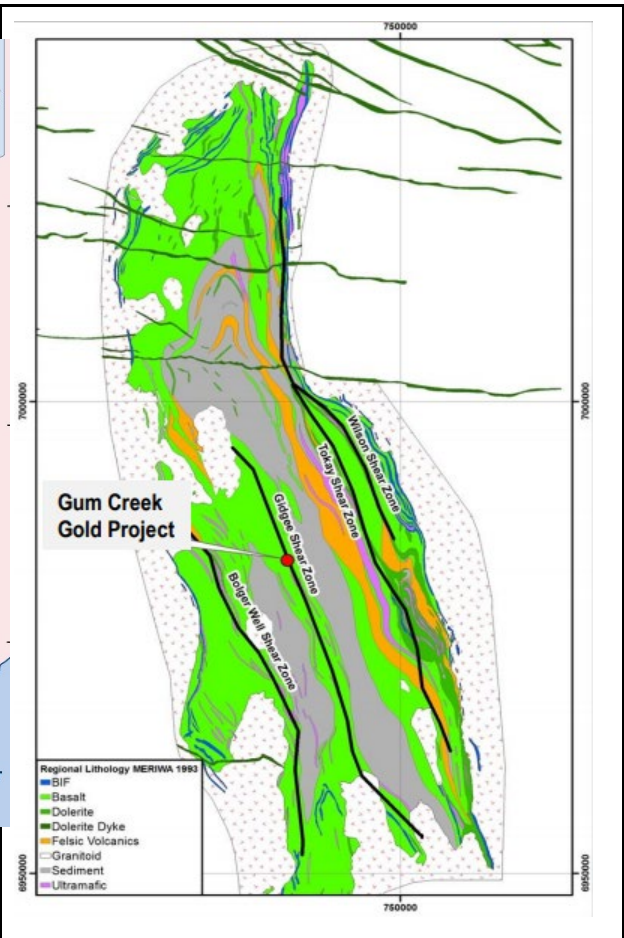 750000
7000000
7000000
Wilson Shear Zone
Tokay Shear Zone
Gum Creek
Gold Project
Gidgee Shear Zone
Bolger Well Shear Zone
Regional Lithology MERIWA 1993
BIF
Basalt
Dolerite
Dolerite Dyke
Felsic Volcanics
Granitoid
Sediment
Ultramafic
6950000
6950000
750000